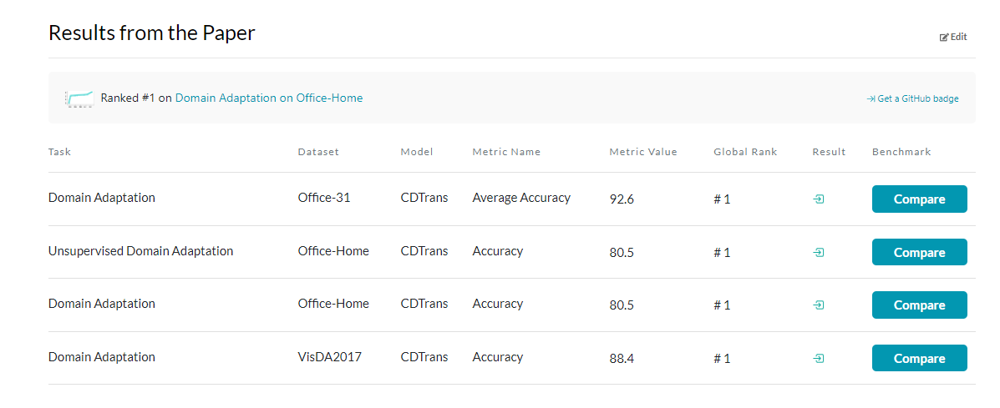 Results from the Paper
Edit
Ranked #1 on Domain Adaptation on Office-Home
Get a GitHub badge
Task Dataset Model Metric Name Metric Value Global Rank Result Benchmark
Domain Adaptation Office-31 CDTrans Average Accuracy 92.6 # 1 Compare
Unsupervised Domain Adaptation Office-Home CDTrans Accuracy 80.5 # 1 Compare
Domain Adaptation Office-Home CDTrans Accuracy 80.5 # 1 Compare
Domain Adaptation VisDA2017 CDTrans Accuracy 88.4 # 1 Compare